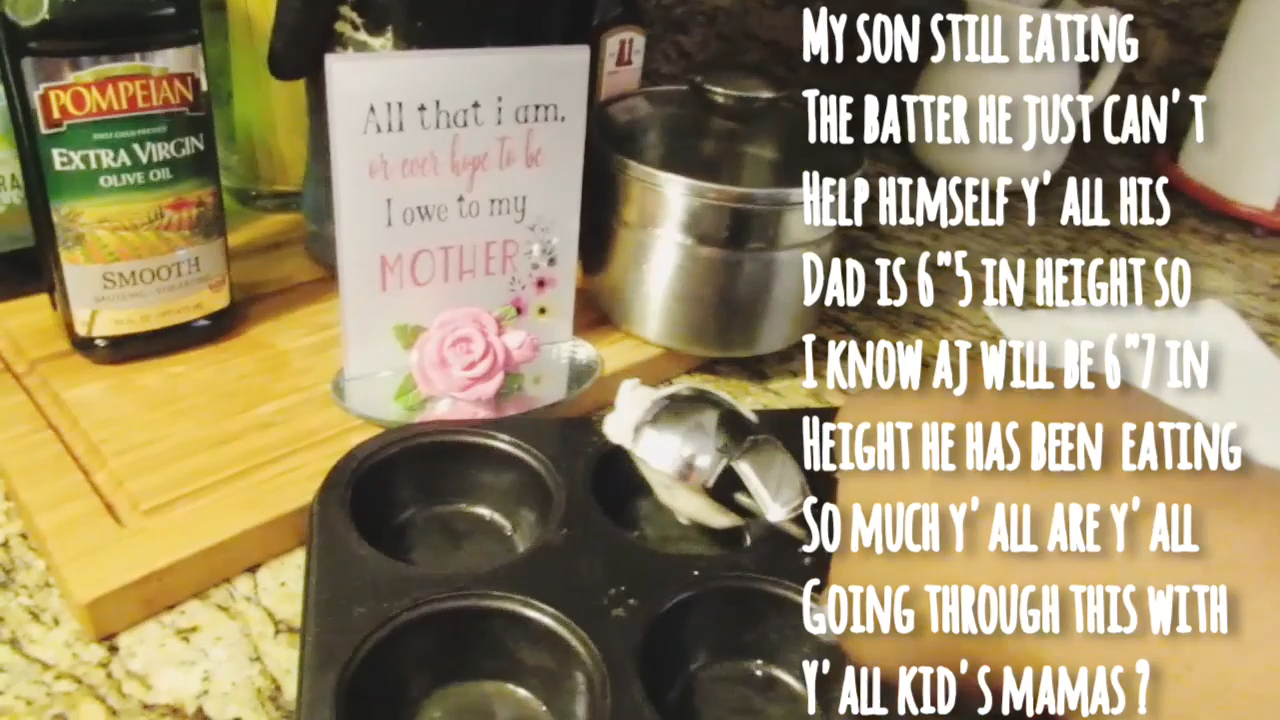 POMPEIAN
EXTRA VIRGIN
OLIVE OIL
SMOOTH
All that i am,
or ever hope to be
I owe to my
MOTHER
MY SON STILL EATING
THE BATTER HE JUST CAN'T
HELP HIMSELF Y'ALL HIS
DAD IS 6"5 IN HEIGHT SO
I KNOW AJ WILL BE 6"7 IN
HEIGHT HE HAS BEEN EATING
SO MUCH Y'ALL ARE Y'ALL
GOING THROUGH THIS WITH
Y'ALL KID'S MAMAS ?